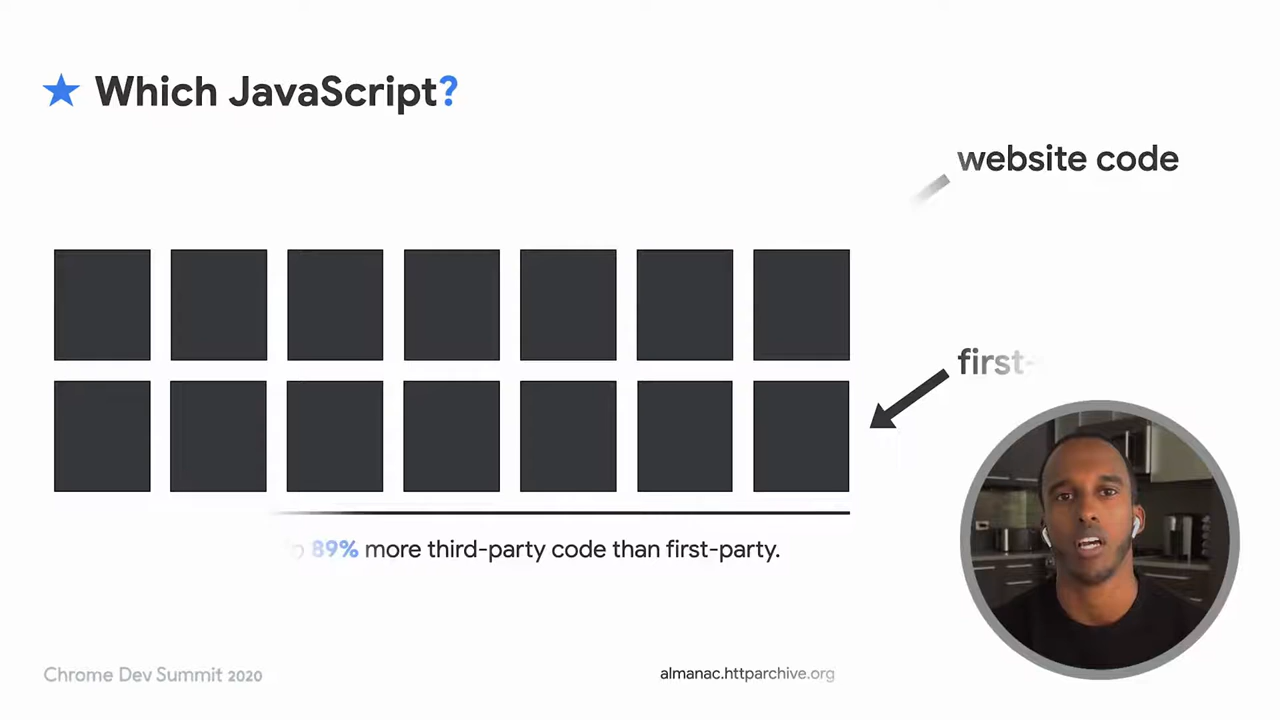 ★ Which JavaScript?
website code
first-
89% more third-party code than first-party.
Chrome Dev Summit 2020
almanac.httparchive.org